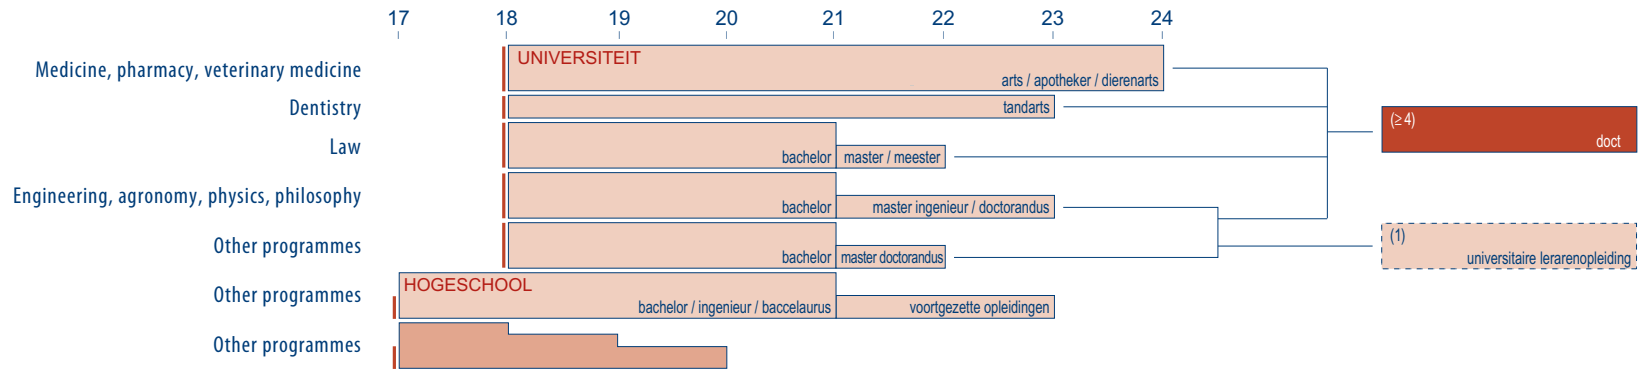 17 18 19 20 21 22 23 24
Medicine, pharmacy, veterinary medicine
UNIVERSITEIT
arts / apotheker / dierenarts
Dentistry
tandarts
(≥ 4)
doct
Law
bachelor
master / meester
Engineering, agronomy, physics, philosophy
bachelor
master ingenieur / doctorandus
Other programmes
bachelor
master doctorandus
(1)
universitaire lerarenopleiding
Other programmes
HOGESCHOOL
bachelor / ingenieur / baccelaurus
voortgezette opleidingen
Other programmes